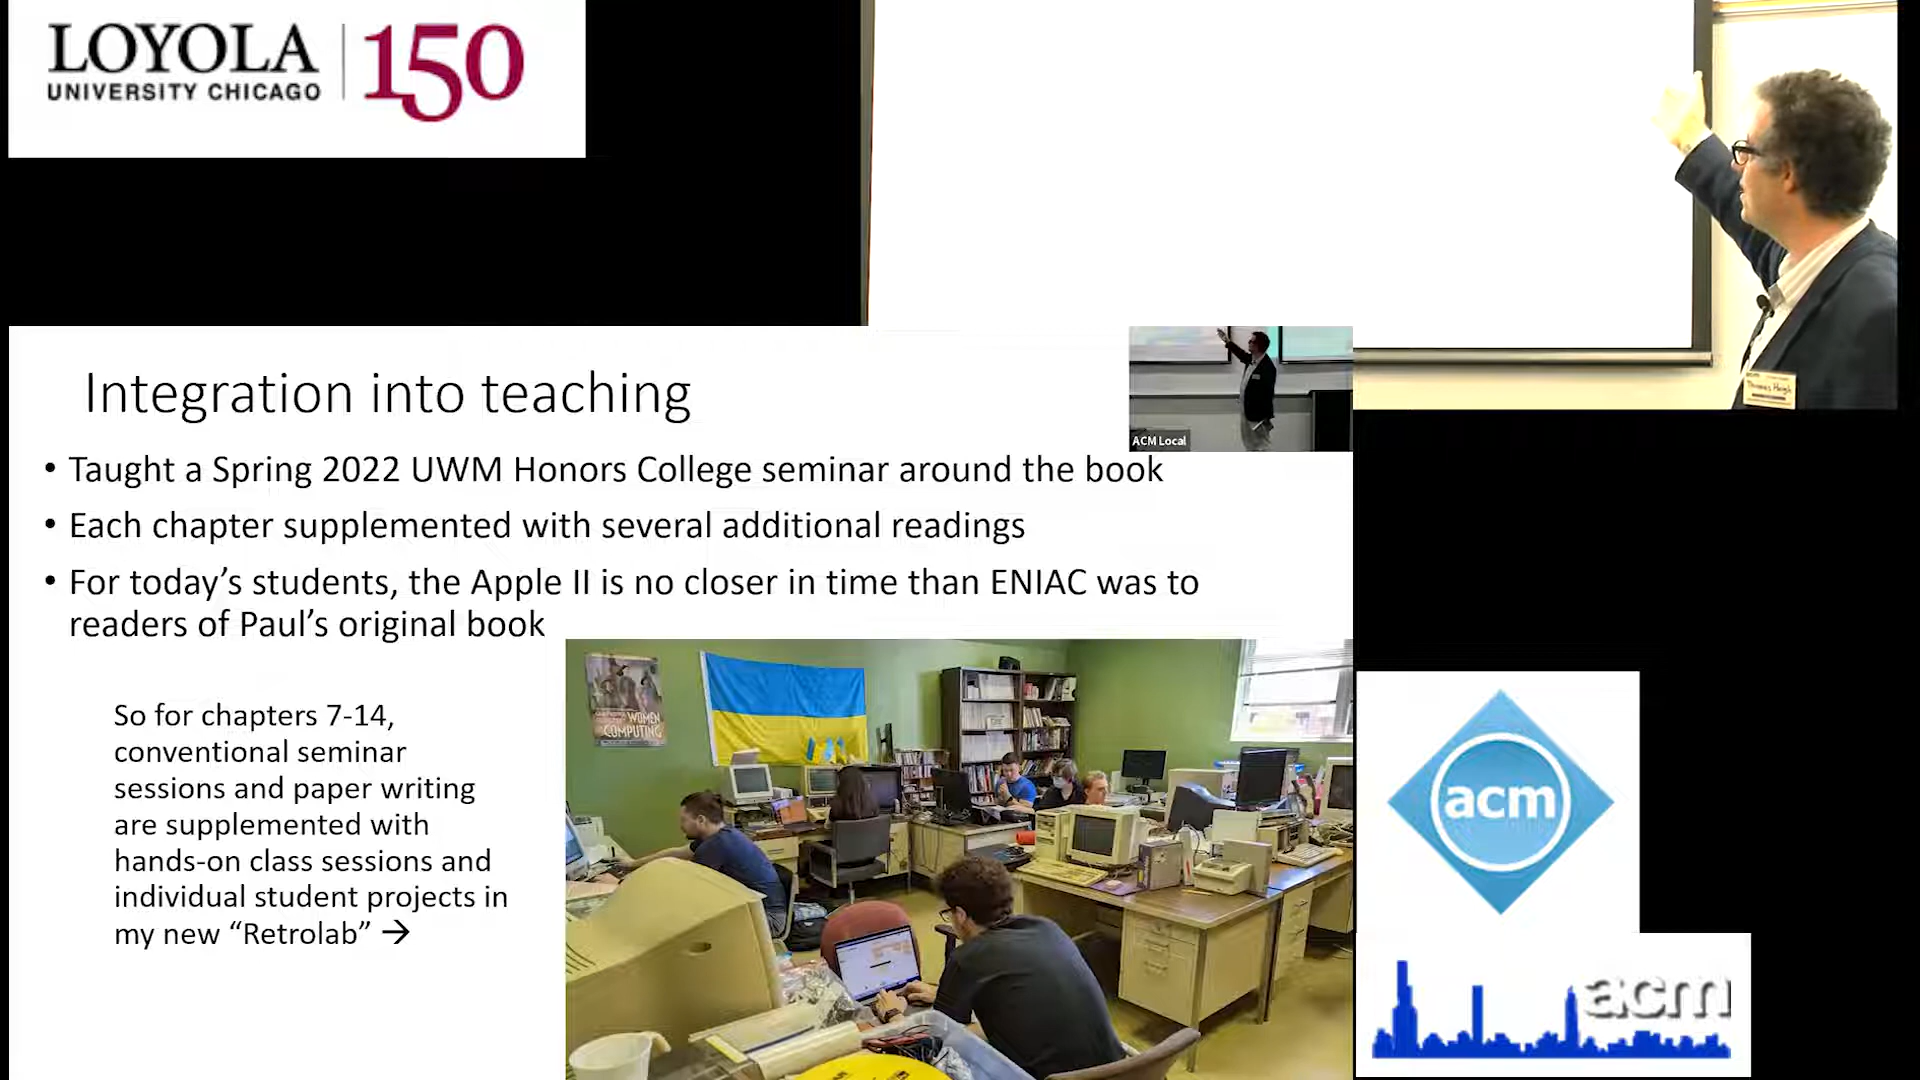 LOYOLA
UNIVERSITY CHICAGO
150
Thomas Haigh
ACM Local
Integration into teaching
• Taught a Spring 2022 UWM Honors College seminar around the book
• Each chapter supplemented with several additional readings
• For today’s students, the Apple II is no closer in time than ENIAC was to
readers of Paul’s original book
So for chapters 7-14,
conventional seminar
sessions and paper writing
are supplemented with
hands-on class sessions and
individual student projects in
my new “Retrolab” →
WOMEN
COMPUTING
acm
acm